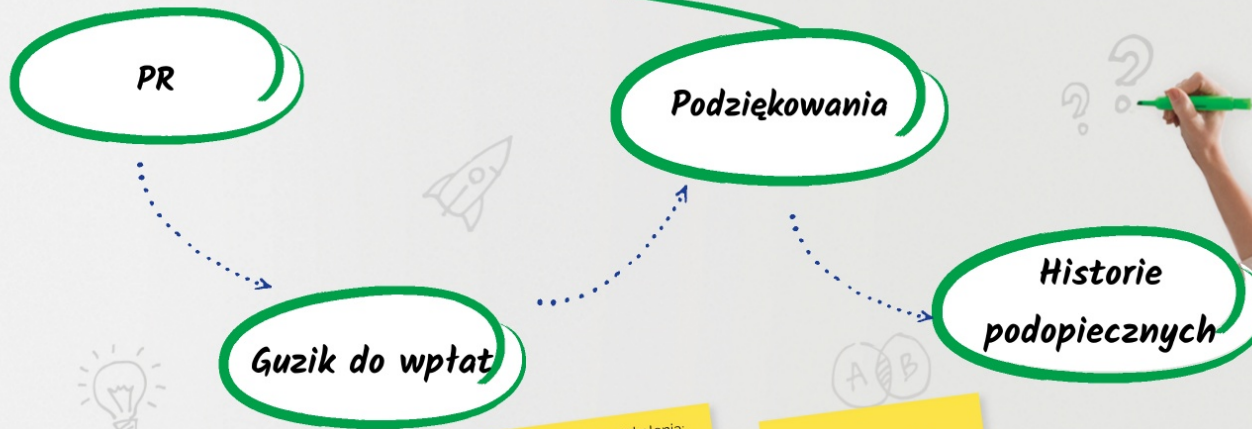 PR
Podziękowania
Historie
podopiecznych
Guzik do wpłat
A B